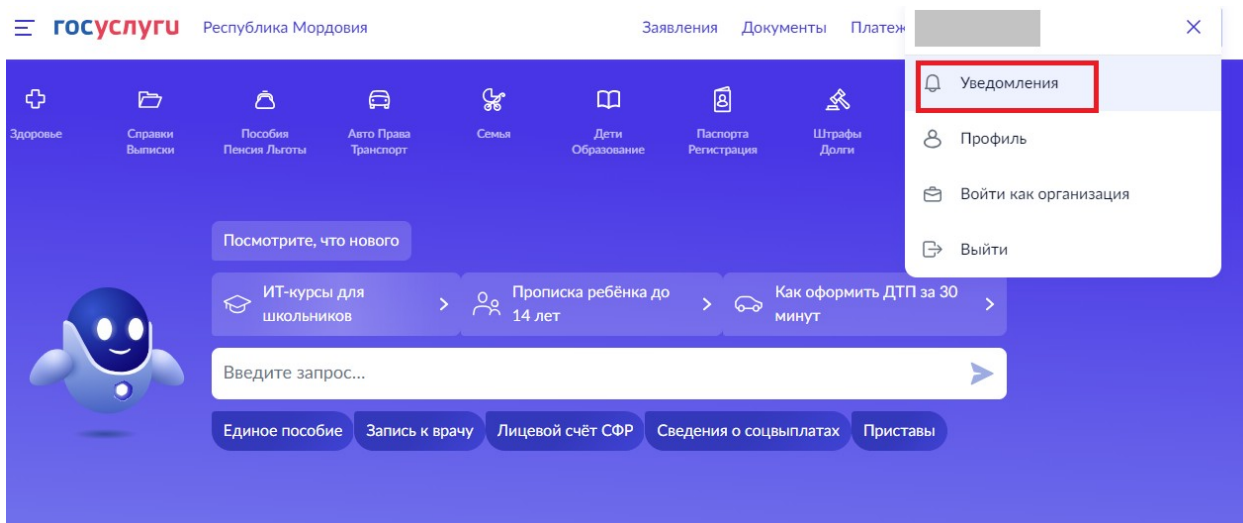 госуслуги
Республика Мордовия
Заявления Документы Платеж
Уведомления
Профиль
Войти как организация
Выйти
Здоровье
Справки
Выписки
Пособия
Пенсия Льготы
Авто Права
Транспорт
Семья
Дети
Образование
Паспорта
Регистрация
Штрафы
Долги
Посмотрите, что нового
ИТ-курсы для
школьников
Прописка ребёнка до
14 лет
Как оформить ДТП за 30
минут
Введите запрос...
Единое пособие
Запись к врачу
Лицевой счёт СФР
Сведения о соцвыплатах
Приставы